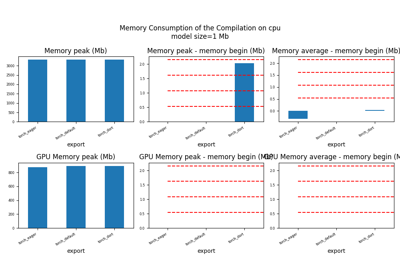 Memory Consumption of the Compilation on cpu
model size=1 Mb
Memory peak (Mb)
Memory peak - memory begin (Mb)
Memory average - memory begin (Mb)
3000
2500
2000
1500
1000
500
0
2.0
1.5
1.0
0.5
0.0
2.0
1.5
1.0
0.5
0.0
torch_eager
torch_default
torch_dort
torch_eager
torch_default
torch_dort
torch_eager
torch_default
torch_dort
export
export
export
GPU Memory peak (Mb)
GPU Memory peak - memory begin (Mb)
GPU Memory average - memory begin (M
800
600
400
200
0
2.0
1.5
1.0
0.5
0.0
2.0
1.5
1.0
0.5
0.0
torch_eager
torch_default
torch_dort
torch_eager
torch_default
torch_dort
torch_eager
torch_default
torch_dort
export
export
export